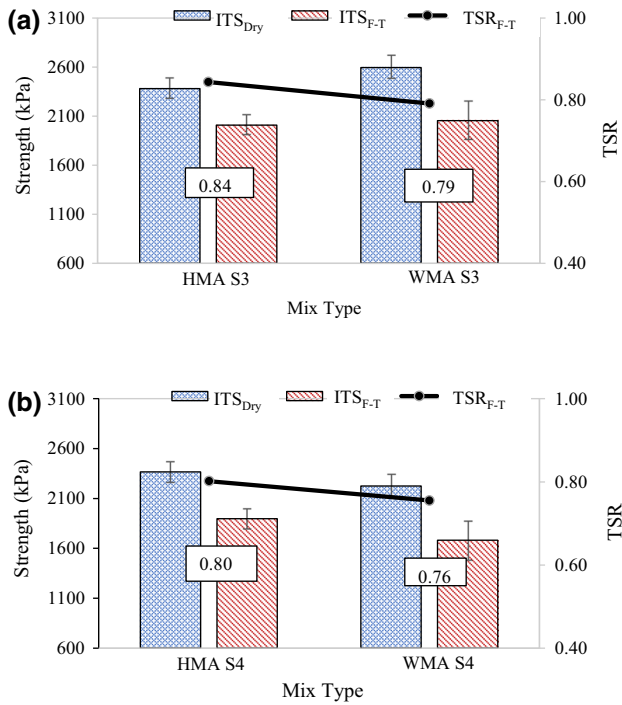 (a)
ITSDry ITSF-T TSRF-T
3100
2600
2100
1600
1100
600
Strength (kPa)
1.00
0.80
0.60
0.40
TSR
0.84
0.79
HMA S3 WMA S3
Mix Type
(b)
ITSDry ITSF-T TSRF-T
3100
2600
2100
1600
1100
600
Strength (kPa)
1.00
0.80
0.60
0.40
TSR
0.80
0.76
HMA S4 WMA S4
Mix Type